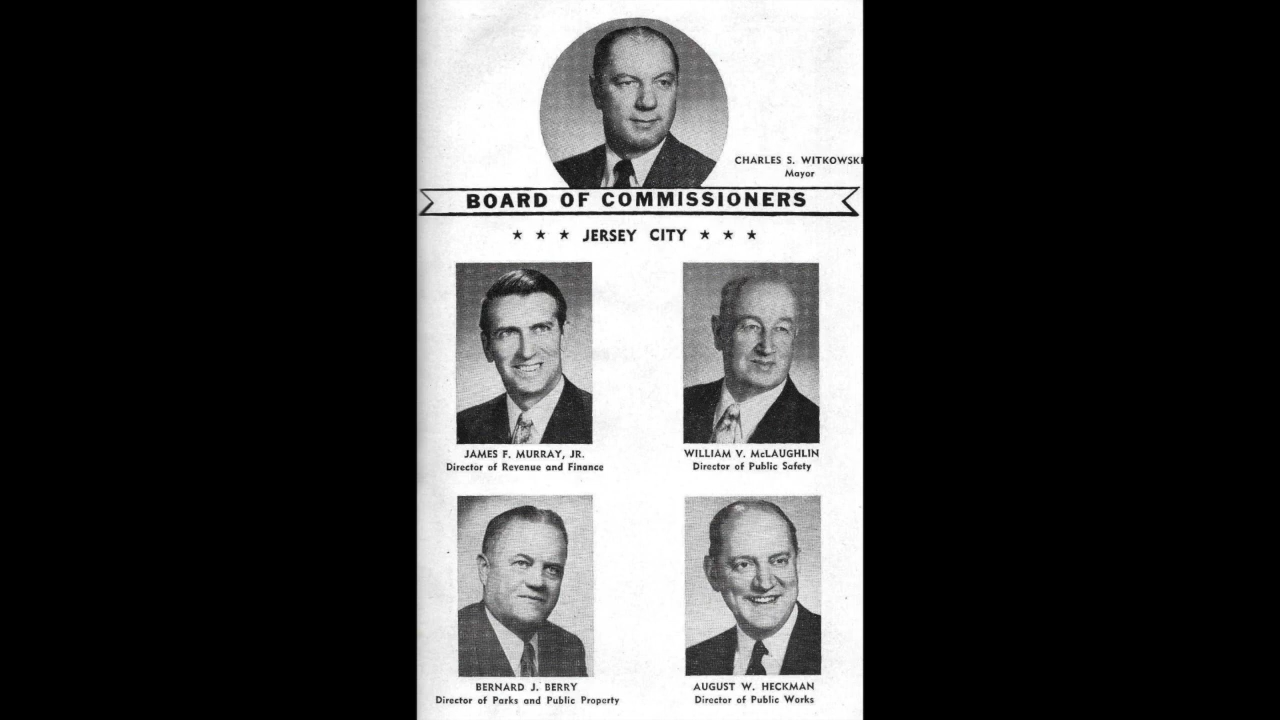 CHARLES S. WITKOWSKI
Mayor
BOARD OF COMMISSIONERS
★ ★ ★ JERSEY CITY ★ ★ ★
JAMES F. MURRAY, JR.
Director of Revenue and Finance
WILLIAM V. McLAUGHLIN
Director of Public Safety
BERNARD J. BERRY
Director of Parks and Public Property
AUGUST W. HECKMAN
Director of Public Works